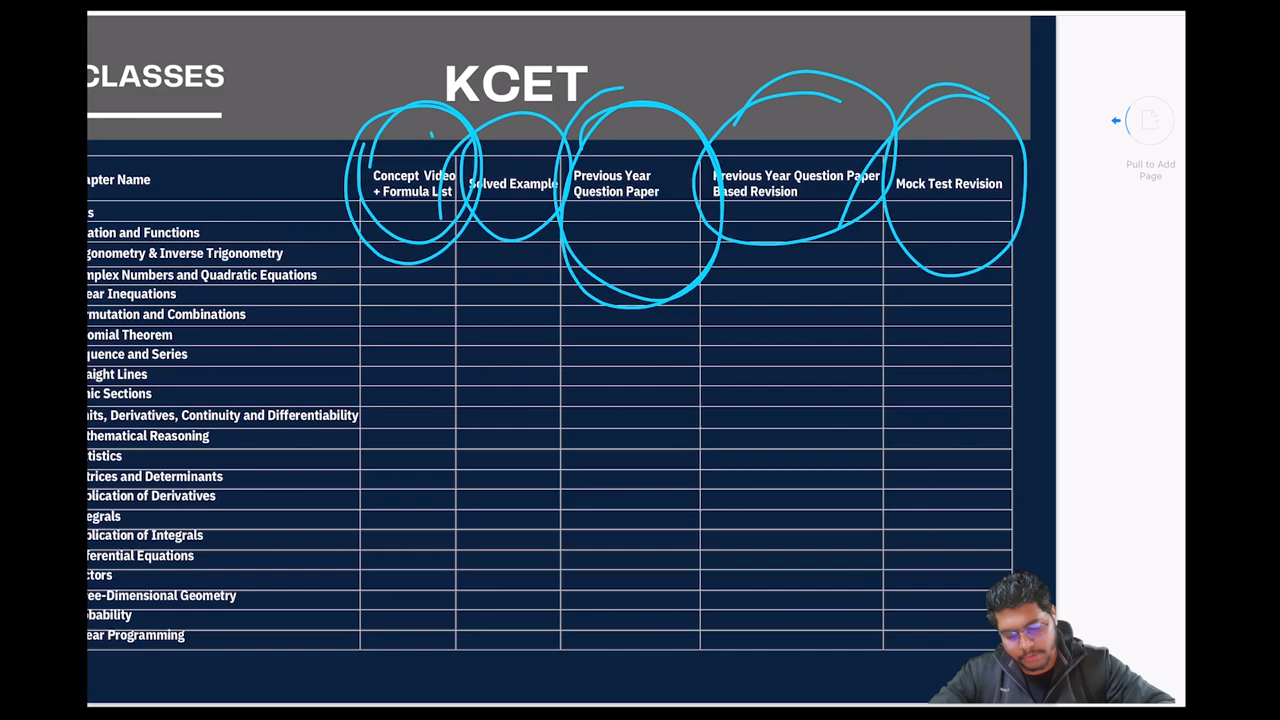 CLASSES
KCET
apter Name
Concept Video
+ Formula List
Solved Example
Previous Year
Question Paper
Previous Year Question Paper
Based Revision
Mock Test Revision
s
ation and Functions
gonometry & Inverse Trigonometry
mplex Numbers and Quadratic Equations
ear Inequations
rmutation and Combinations
omial Theorem
quence and Series
aight Lines
nic Sections
nits, Derivatives, Continuity and Differentiability
thematical Reasoning
tistics
trices and Determinants
plication of Derivatives
egrals
plication of Integrals
ferential Equations
ctors
ree-Dimensional Geometry
bability
ear Programming
Pull to Add
Page